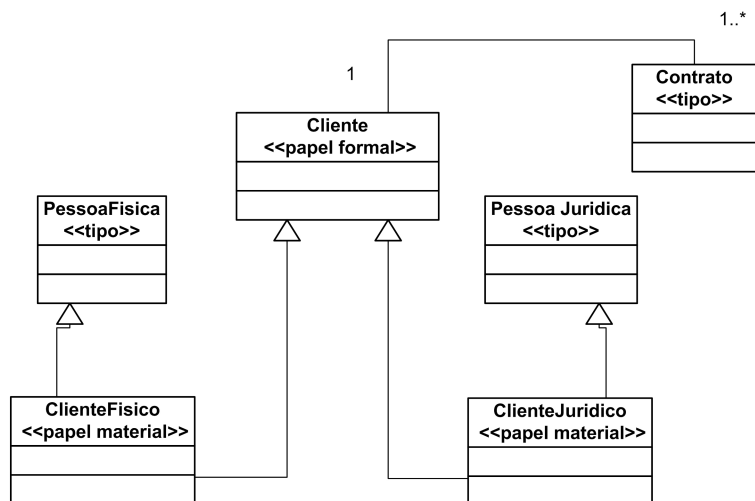 1..*
1
Contrato
<<tipo>>
Cliente
<<papel formal>>
PessoaFisica
<<tipo>>
Pessoa Juridica
<<tipo>>
ClienteFisico
<<papel material>>
ClienteJuridico
<<papel material>>